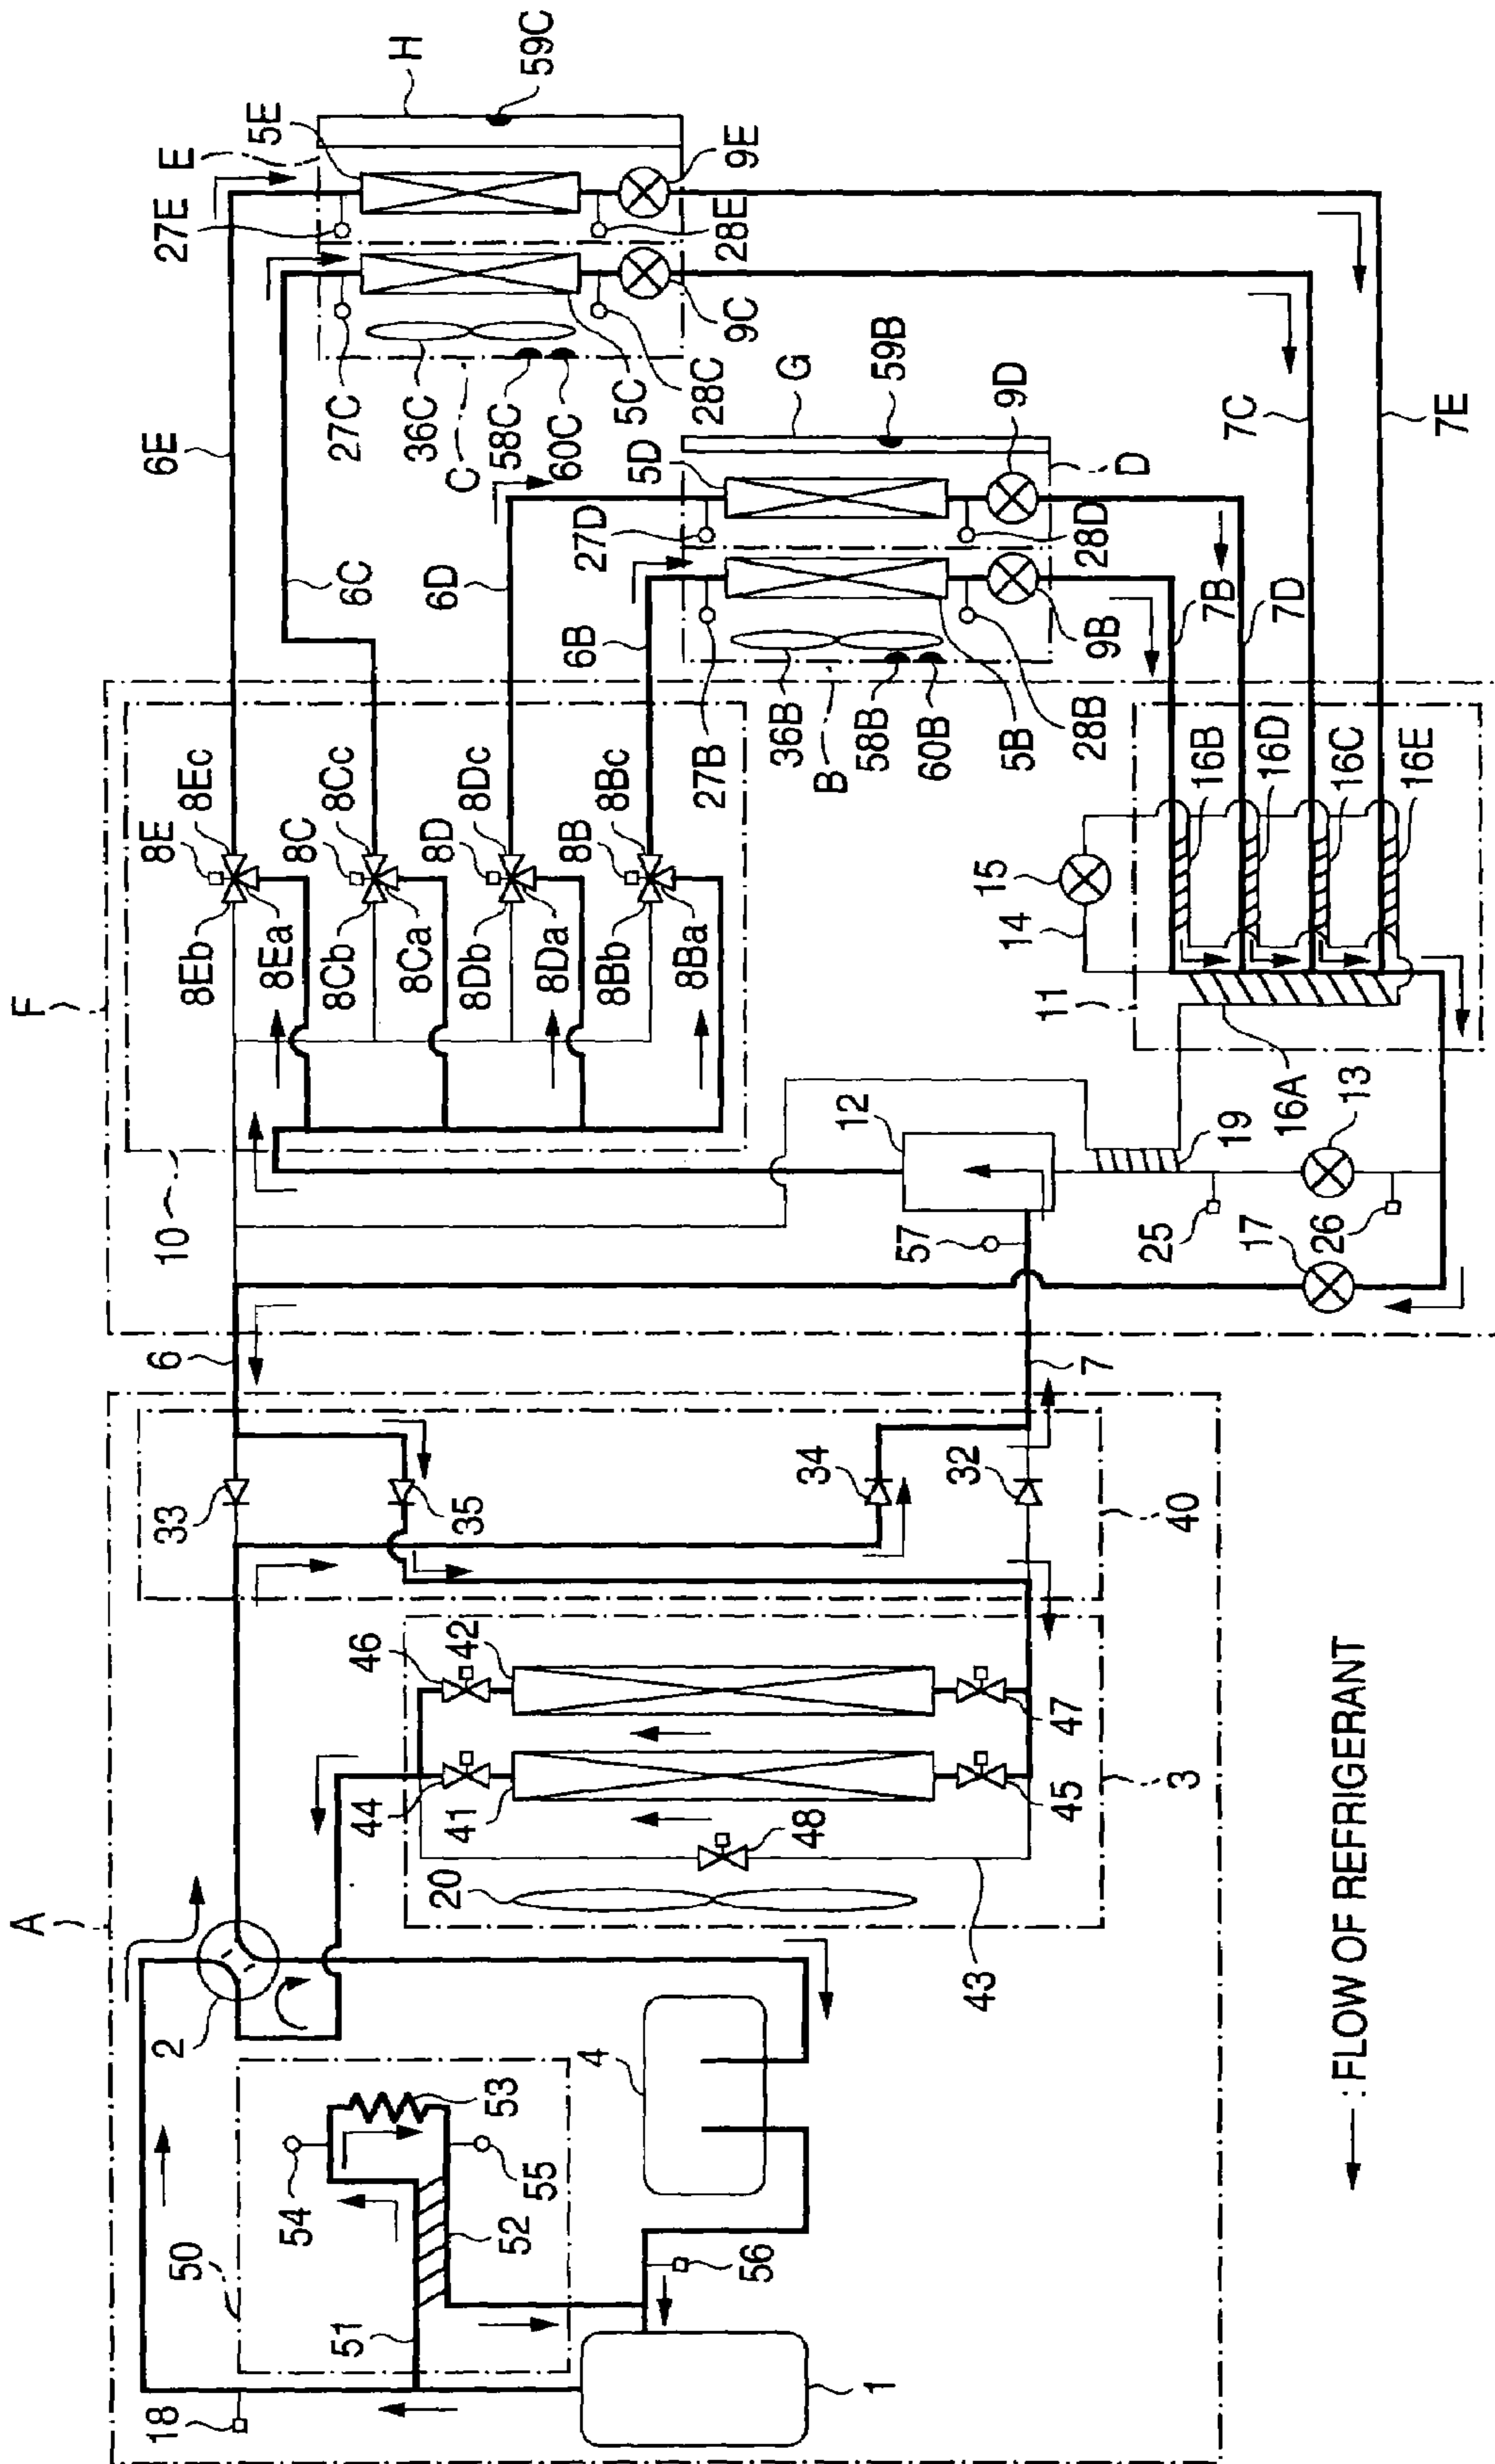 A
F
10
6
33
35
34
32
40
7
2
50
54
53
55
52
51
56
4
1
18
20
44
41
46
42
48
43
47
45
3
8E
8Ec
8Eb
8Ea
8C
8Cc
8Cb
8Ca
8D
8Dc
8Db
8Da
8B
8Bc
8Bb
8Ba
6E
6C
6D
6B
27E
E
5E
H
59C
27C
36C
C
58C
60C
5C
28C
9C
28E
9E
27D
5D
G
59B
9D
D
28D
27B
36B
B
58B
60B
5B
28B
9B
7B
7D
7C
7E
12
57
19
25
13
26
17
16A
11
14
15
16B
16D
16C
16E
: FLOW OF REFRIGERANT